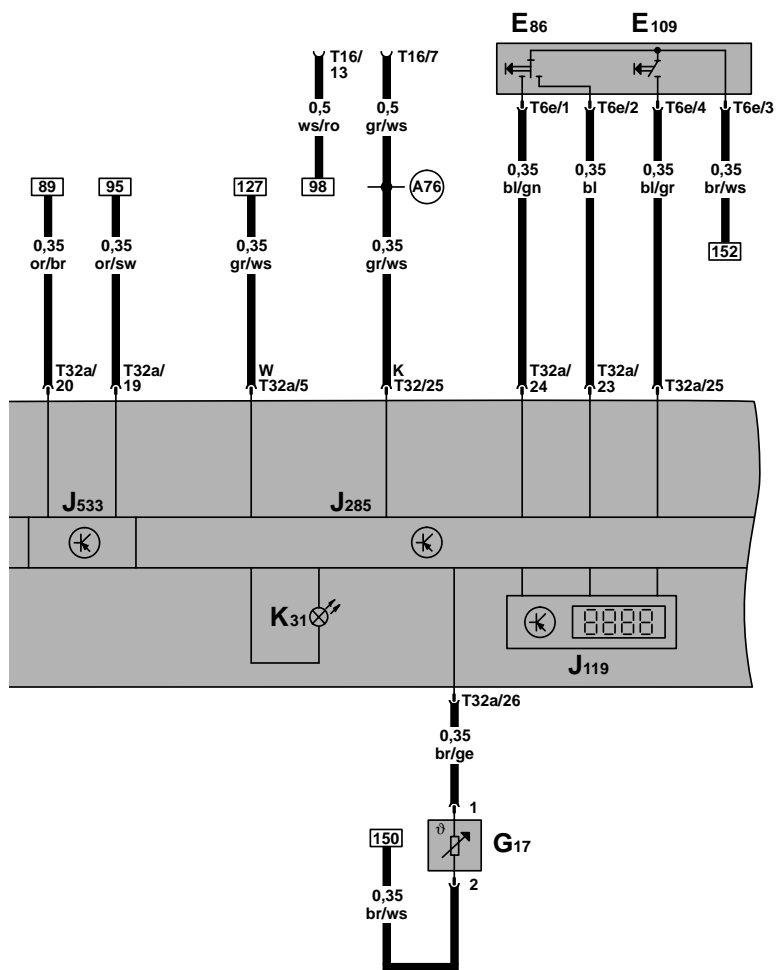 E86 E109
T16/
13
T16/7
T6e/1 T6e/2 T6e/4 T6e/3
0,5
ws/ro
0,5
gr/ws
0,35
bl/gn
0,35
bl
0,35
bl/gr
0,35
br/ws
89 95 127 98 A76
152
0,35
or/br
0,35
or/sw
0,35
gr/ws
0,35
gr/ws
T32a/
20
T32a/
19
W
T32a/5
K
T32/25
T32a/
24
T32a/
23
T32a/25
J533 J285
K31
8888
J119
T32a/26
0,35
br/ge
1
150
ϑ
G17
2
0,35
br/ws